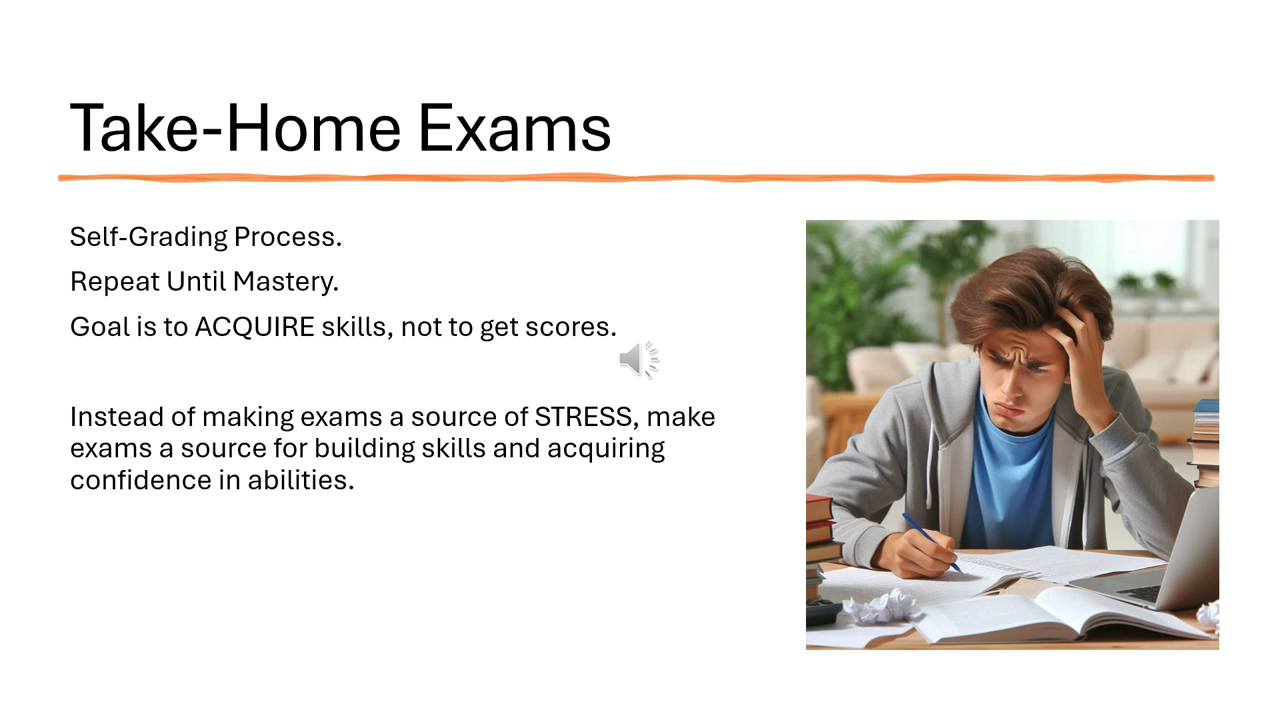 Take-Home Exams
Self-Grading Process.
Repeat Until Mastery.
Goal is to ACQUIRE skills, not to get scores.
Instead of making exams a source of STRESS, make
exams a source for building skills and acquiring
confidence in abilities.